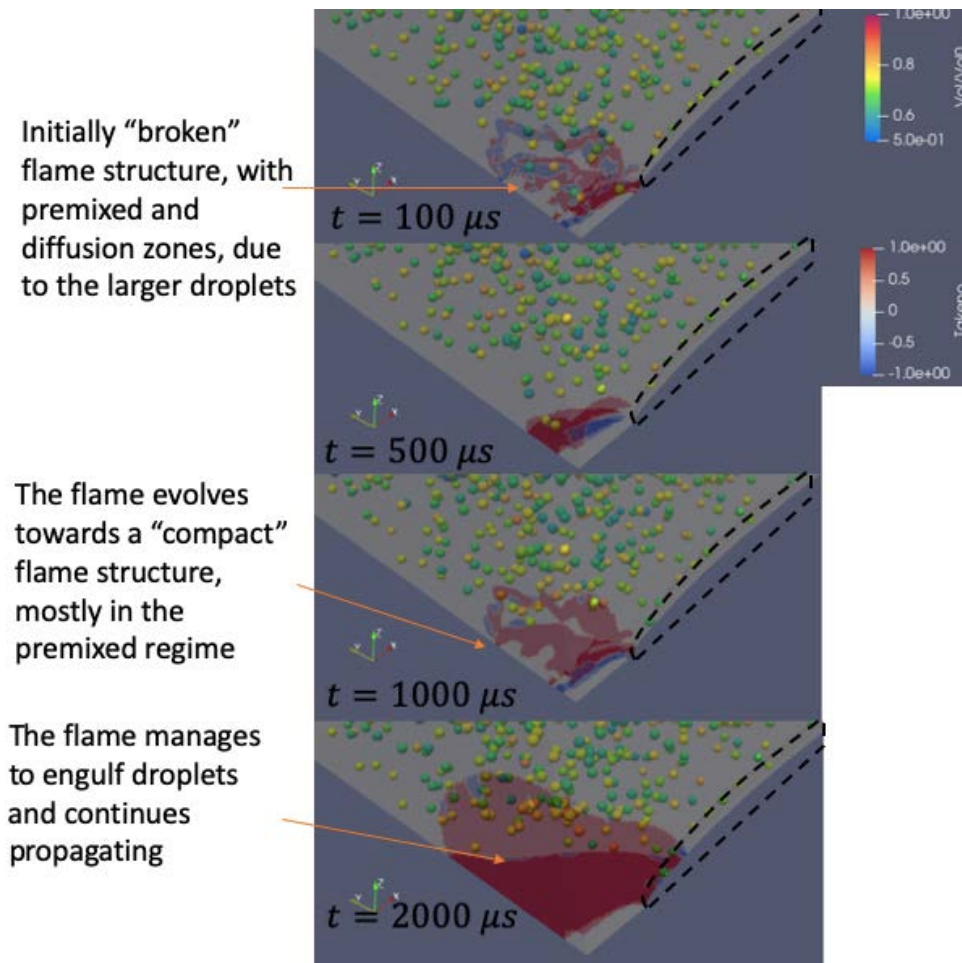 Initially “broken”
flame structure, with
premixed and
diffusion zones, due
to the larger droplets
t = 100 μs
1.0e+00
0.8
0.6
5.0e-01
Vol/Vap
1.0e+00
0.5
0
-0.5
-1.0e+00
Takeno
t = 500 μs
The flame evolves
towards a “compact”
flame structure,
mostly in the
premixed regime
t = 1000 μs
The flame manages
to engulf droplets
and continues
propagating
t = 2000 μs